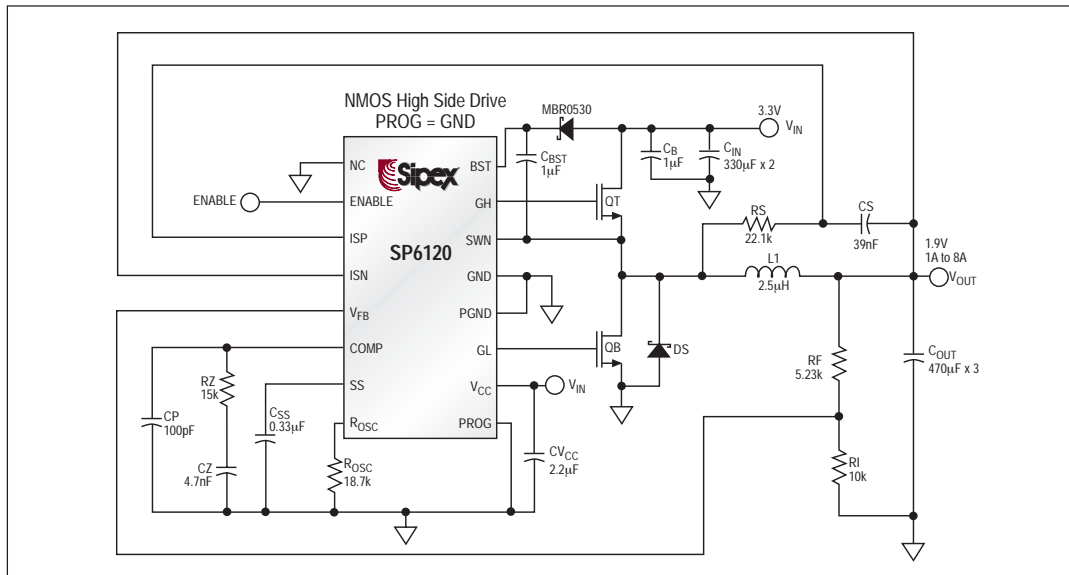 NMOS High Side Drive
PROG = GND
MBR0530
3.3V
VIN
CBST
1µF
CB
1µF
CIN
330µF x 2
NC
Sipex
BST
ENABLE
ENABLE
GH
QT
ISP
SWN
RS
22.1k
CS
39nF
SP6120
ISN
GND
L1
2.5µH
1.9V
1A to 8A
VOUT
VFB
PGND
COMP
GL
QB
DS
RF
5.23k
COUT
470µF x 3
RZ
15k
SS
VCC
VIN
CP
100pF
CSS
0.33µF
ROSC
PROG
CZ
4.7nF
ROSC
18.7k
CVCC
2.2µF
RI
10k